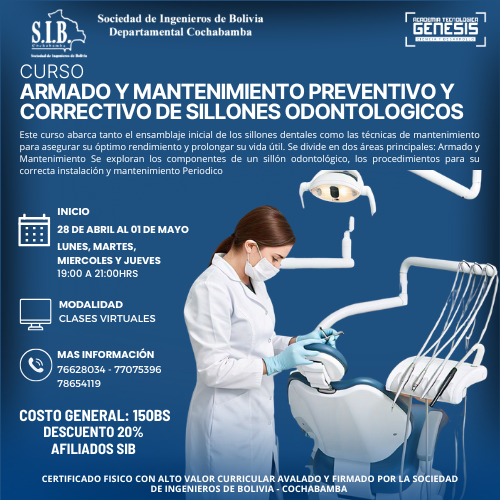 S.I.B.
Cochabamba
Sociedad de Ingenieros de Bolivia
Sociedad de Ingenieros de Bolivia
Departamental Cochabamba
ACADEMIA TECNOLOGICA
GENESIS
CURSO
ARMADO Y MANTENIMIENTO PREVENTIVO Y
CORRECTIVO DE SILLONES ODONTOLOGICOS
Este curso abarca tanto el ensamblaje inicial de los sillones dentales como las técnicas de mantenimiento
para asegurar su óptimo rendimiento y prolongar su vida útil. Se divide en dos áreas principales: Armado y
Mantenimiento Se exploran los componentes de un sillón odontológico, los procedimientos para su
correcta instalación y mantenimiento Periodico
INICIO
28 DE ABRIL AL 01 DE MAYO
LUNES, MARTES,
MIERCOLES Y JUEVES
19:00 A 21:00HRS
MODALIDAD
CLASES VIRTUALES
MAS INFORMACIÓN
76628034 - 77075396
78654119
COSTO GENERAL: 150BS
DESCUENTO 20%
AFILIADOS SIB
CERTIFICADO FISICO CON ALTO VALOR CURRICULAR AVALADO Y FIRMADO POR LA SOCIEDAD
DE INGENIEROS DE BOLIVIA - COCHABAMBA